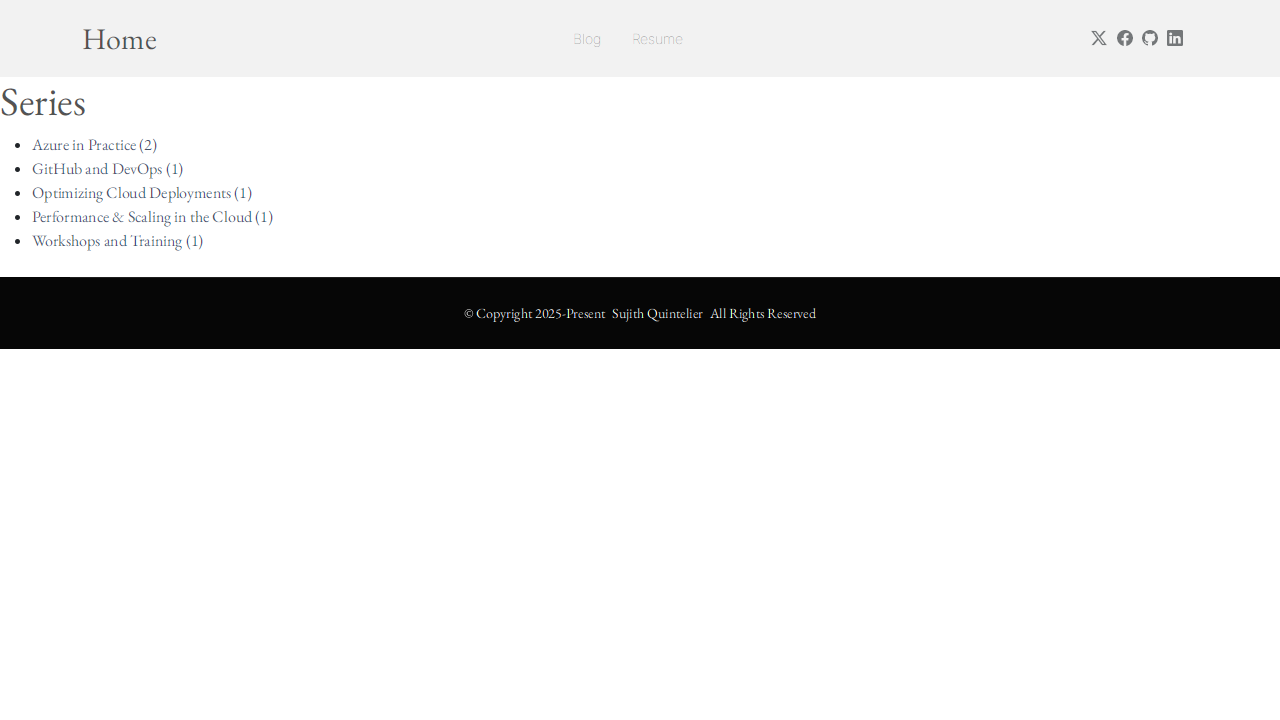 Home
Blog Resume
Series
Azure in Practice (2)
GitHub and DevOps (1)
Optimizing Cloud Deployments (1)
Performance & Scaling in the Cloud (1)
Workshops and Training (1)
© Copyright 2025-Present Sujith Quintelier All Rights Reserved